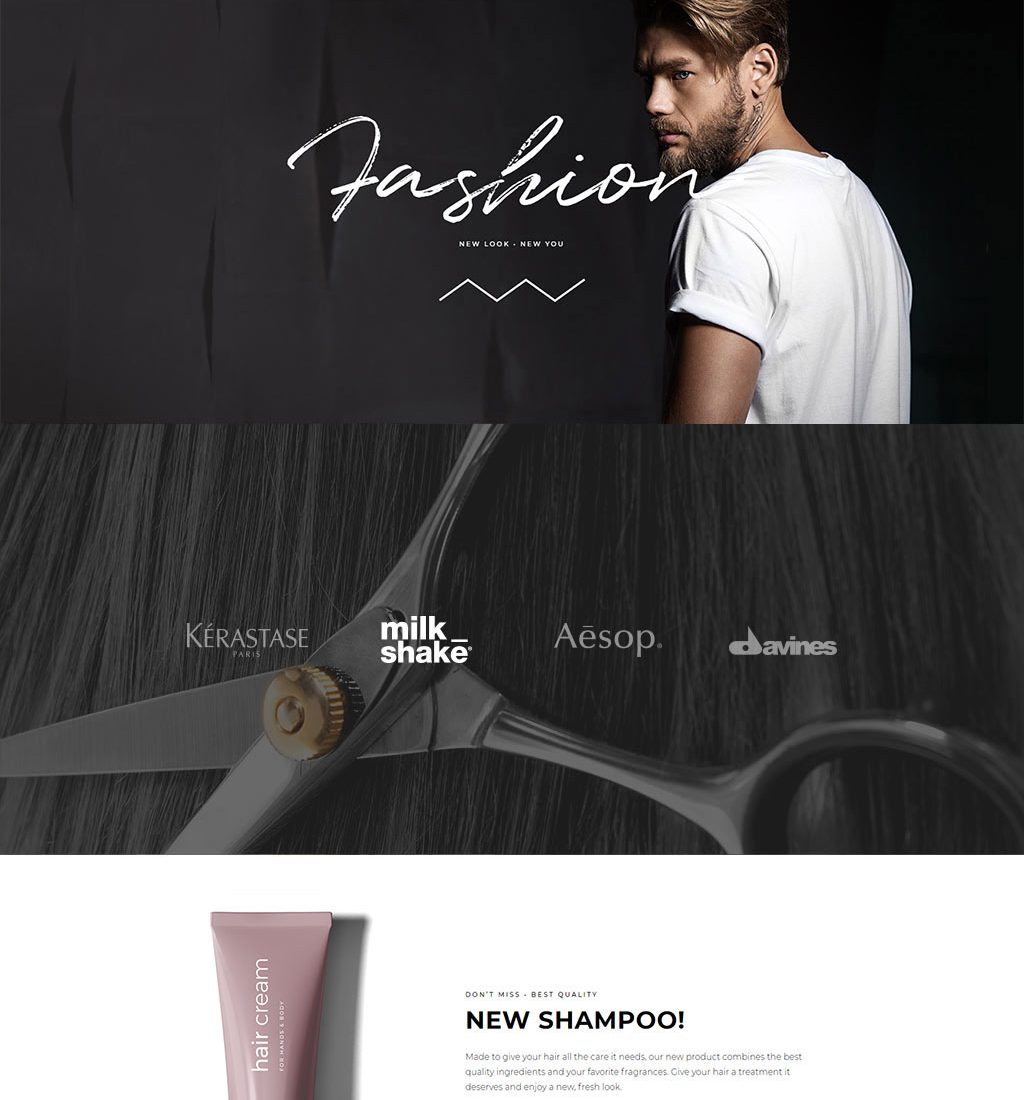 Fashion
NEW LOOK - NEW YOU
KÉRASTASE
PARIS
milk_
shake®
Aēsop®
davines
hair cream
FOR HANDS & BODY
DON'T MISS - BEST QUALITY
NEW SHAMPOO!
Made to give your hair all the care it needs, our new product combines the best
quality ingredients and your favorite fragrances. Give your hair a treatment it
deserves and enjoy a new, fresh look.